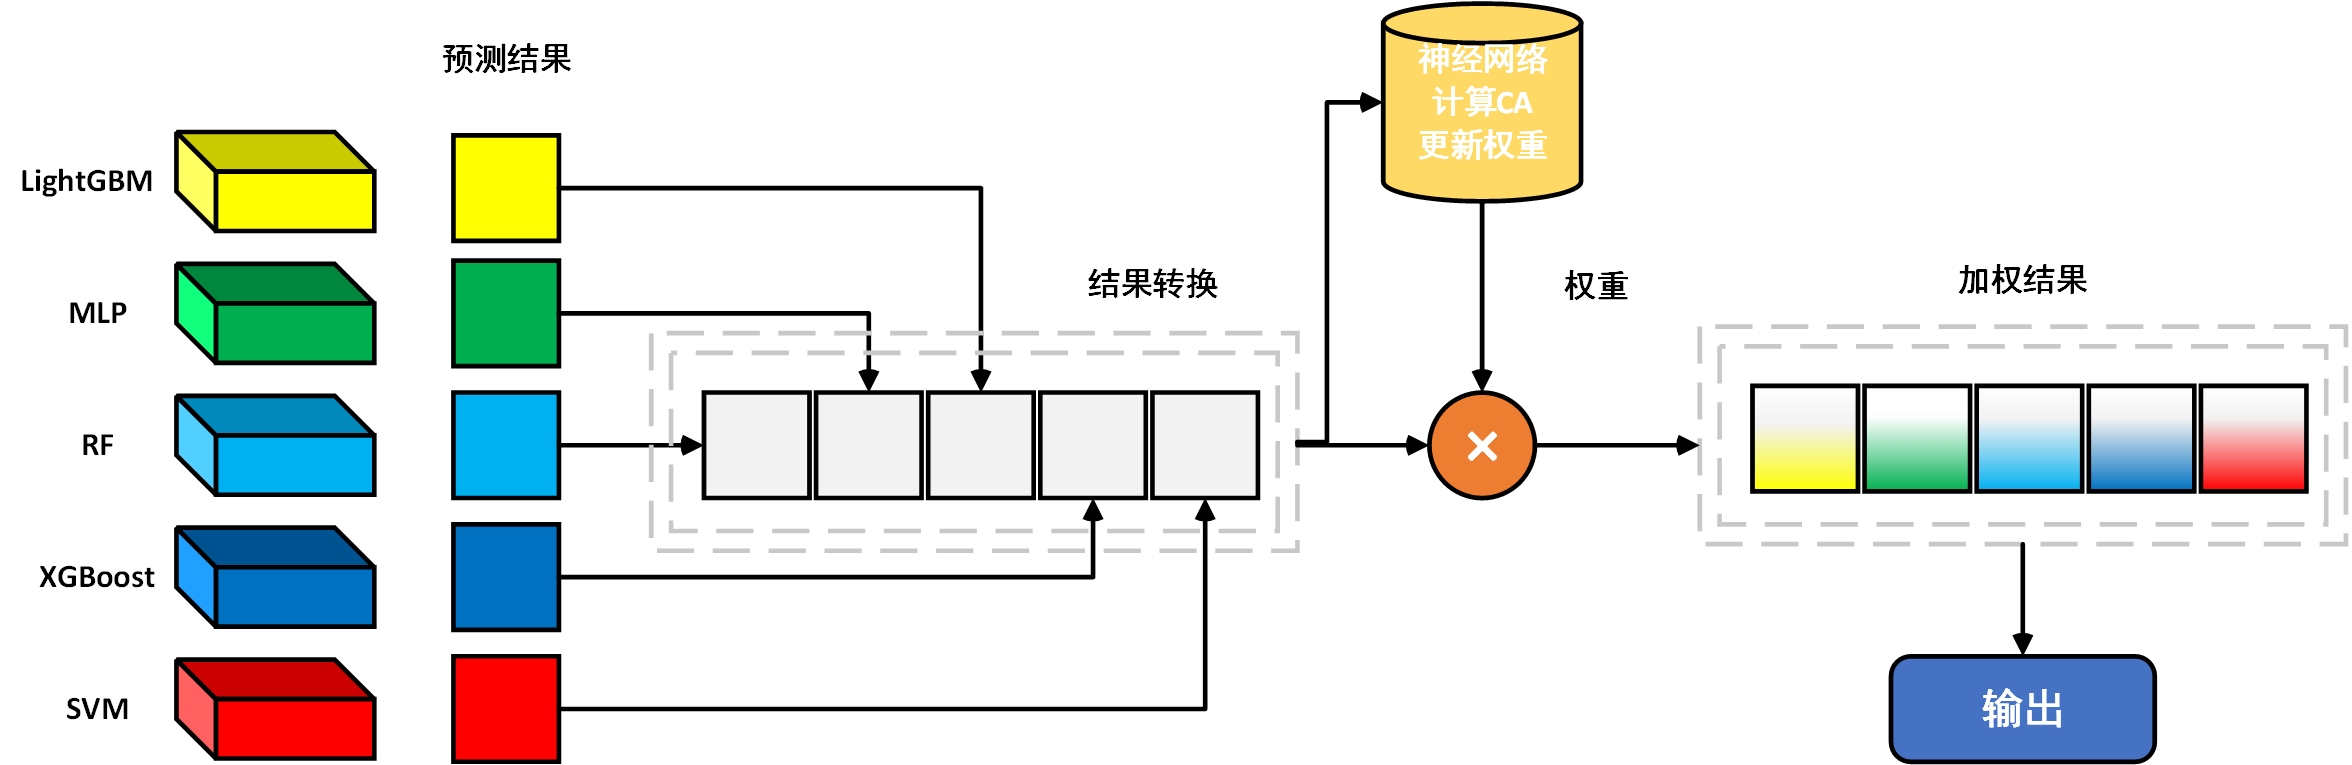 预测结果
LightGBM
MLP
RF
XGBoost
SVM
结果转换
神经网络
计算CA
更新权重
权重
加权结果
输出